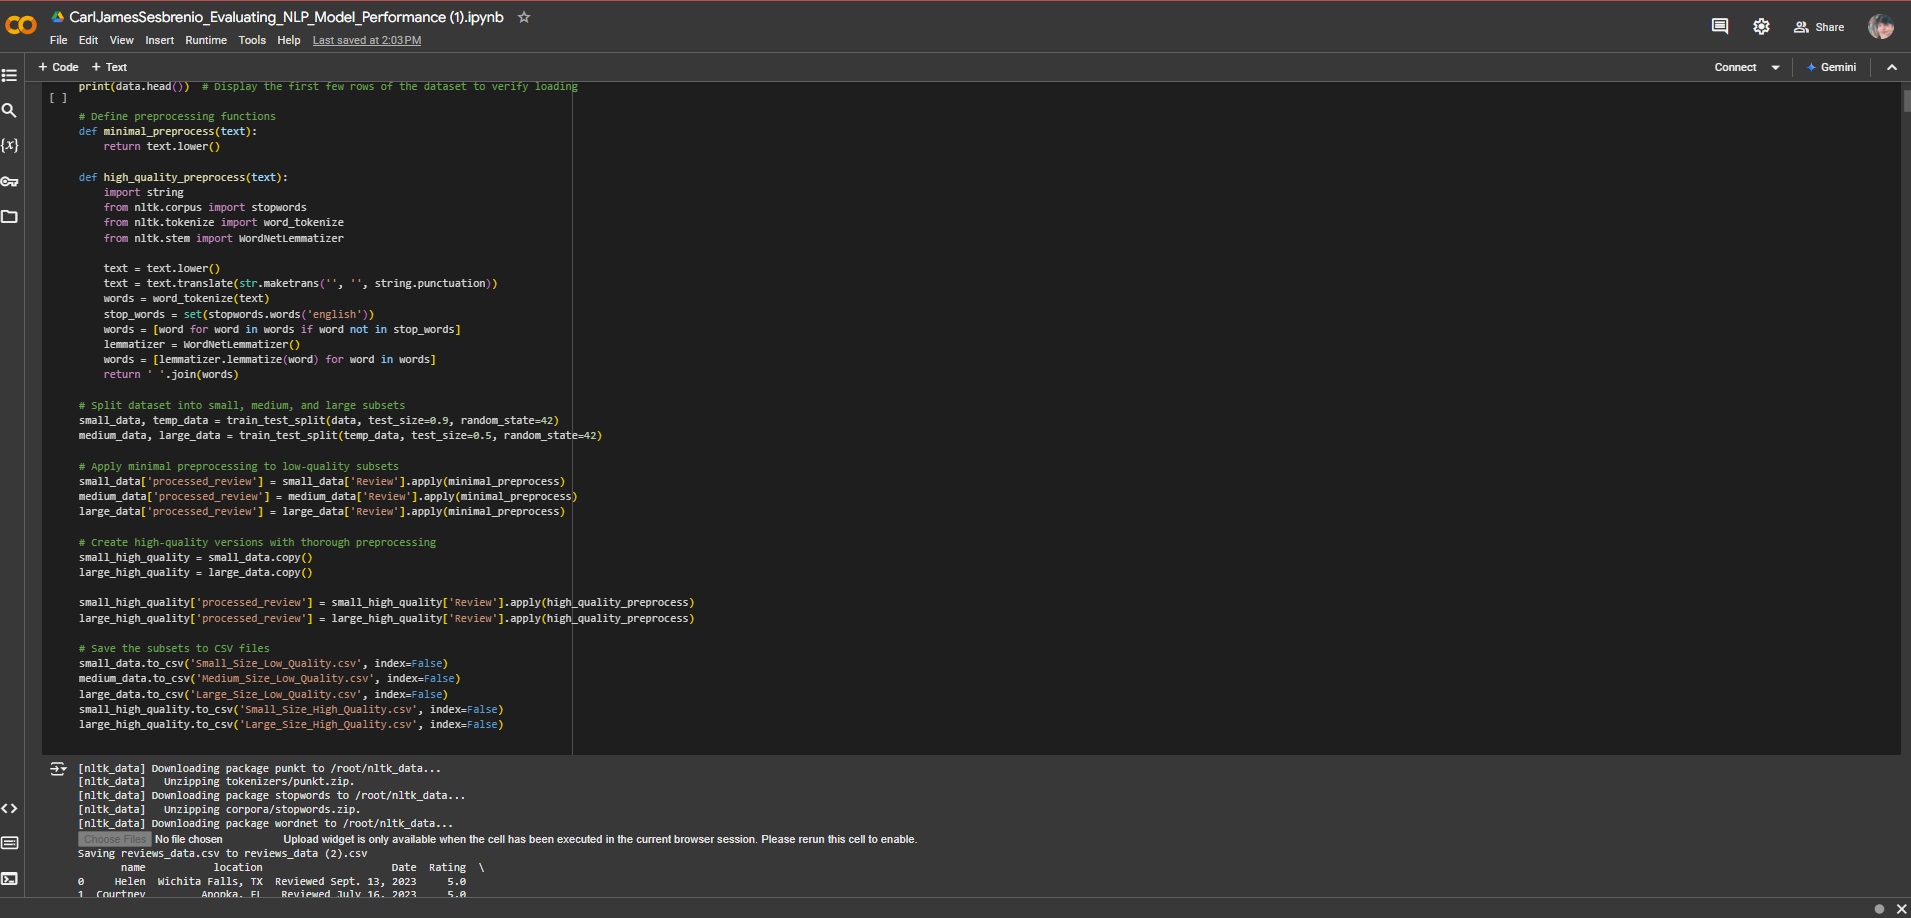 CarlJamesSesbrenio_Evaluating_NLP_Model_Performance (1).ipynb
File Edit View Insert Runtime Tools Help Last saved at 2:03 PM
Share
+ Code + Text
Connect
Gemini
print(data.head())  # Display the first few rows of the dataset to verify loading
[ ]
# Define preprocessing functions
def minimal_preprocess(text):
    return text.lower()
def high_quality_preprocess(text):
    import string
    from nltk.corpus import stopwords
    from nltk.tokenize import word_tokenize
    from nltk.stem import WordNetLemmatizer
    text = text.lower()
    text = text.translate(str.maketrans('', '', string.punctuation))
    words = word_tokenize(text)
    stop_words = set(stopwords.words('english'))
    words = [word for word in words if word not in stop_words]
    lemmatizer = WordNetLemmatizer()
    words = [lemmatizer.lemmatize(word) for word in words]
    return ' '.join(words)
# Split dataset into small, medium, and large subsets
small_data, temp_data = train_test_split(data, test_size=0.9, random_state=42)
medium_data, large_data = train_test_split(temp_data, test_size=0.5, random_state=42)
# Apply minimal preprocessing to low-quality subsets
small_data['processed_review'] = small_data['Review'].apply(minimal_preprocess)
medium_data['processed_review'] = medium_data['Review'].apply(minimal_preprocess)
large_data['processed_review'] = large_data['Review'].apply(minimal_preprocess)
# Create high-quality versions with thorough preprocessing
small_high_quality = small_data.copy()
large_high_quality = large_data.copy()
small_high_quality['processed_review'] = small_high_quality['Review'].apply(high_quality_preprocess)
large_high_quality['processed_review'] = large_high_quality['Review'].apply(high_quality_preprocess)
# Save the subsets to CSV files
small_data.to_csv('Small_Size_Low_Quality.csv', index=False)
medium_data.to_csv('Medium_Size_Low_Quality.csv', index=False)
large_data.to_csv('Large_Size_Low_Quality.csv', index=False)
small_high_quality.to_csv('Small_Size_High_Quality.csv', index=False)
large_high_quality.to_csv('Large_Size_High_Quality.csv', index=False)
[nltk_data] Downloading package punkt to /root/nltk_data...
[nltk_data]   Unzipping tokenizers/punkt.zip.
[nltk_data] Downloading package stopwords to /root/nltk_data...
[nltk_data]   Unzipping corpora/stopwords.zip.
[nltk_data] Downloading package wordnet to /root/nltk_data...
Choose Files No file chosen Upload widget is only available when the cell has been executed in the current browser session. Please rerun this cell to enable.
Saving reviews_data.csv to reviews_data (2).csv
name location Date Rating \
0 Helen Wichita Falls, TX Reviewed Sept. 13, 2023 5.0
1 Courtney Apopka, FL Reviewed July 16, 2023 5.0